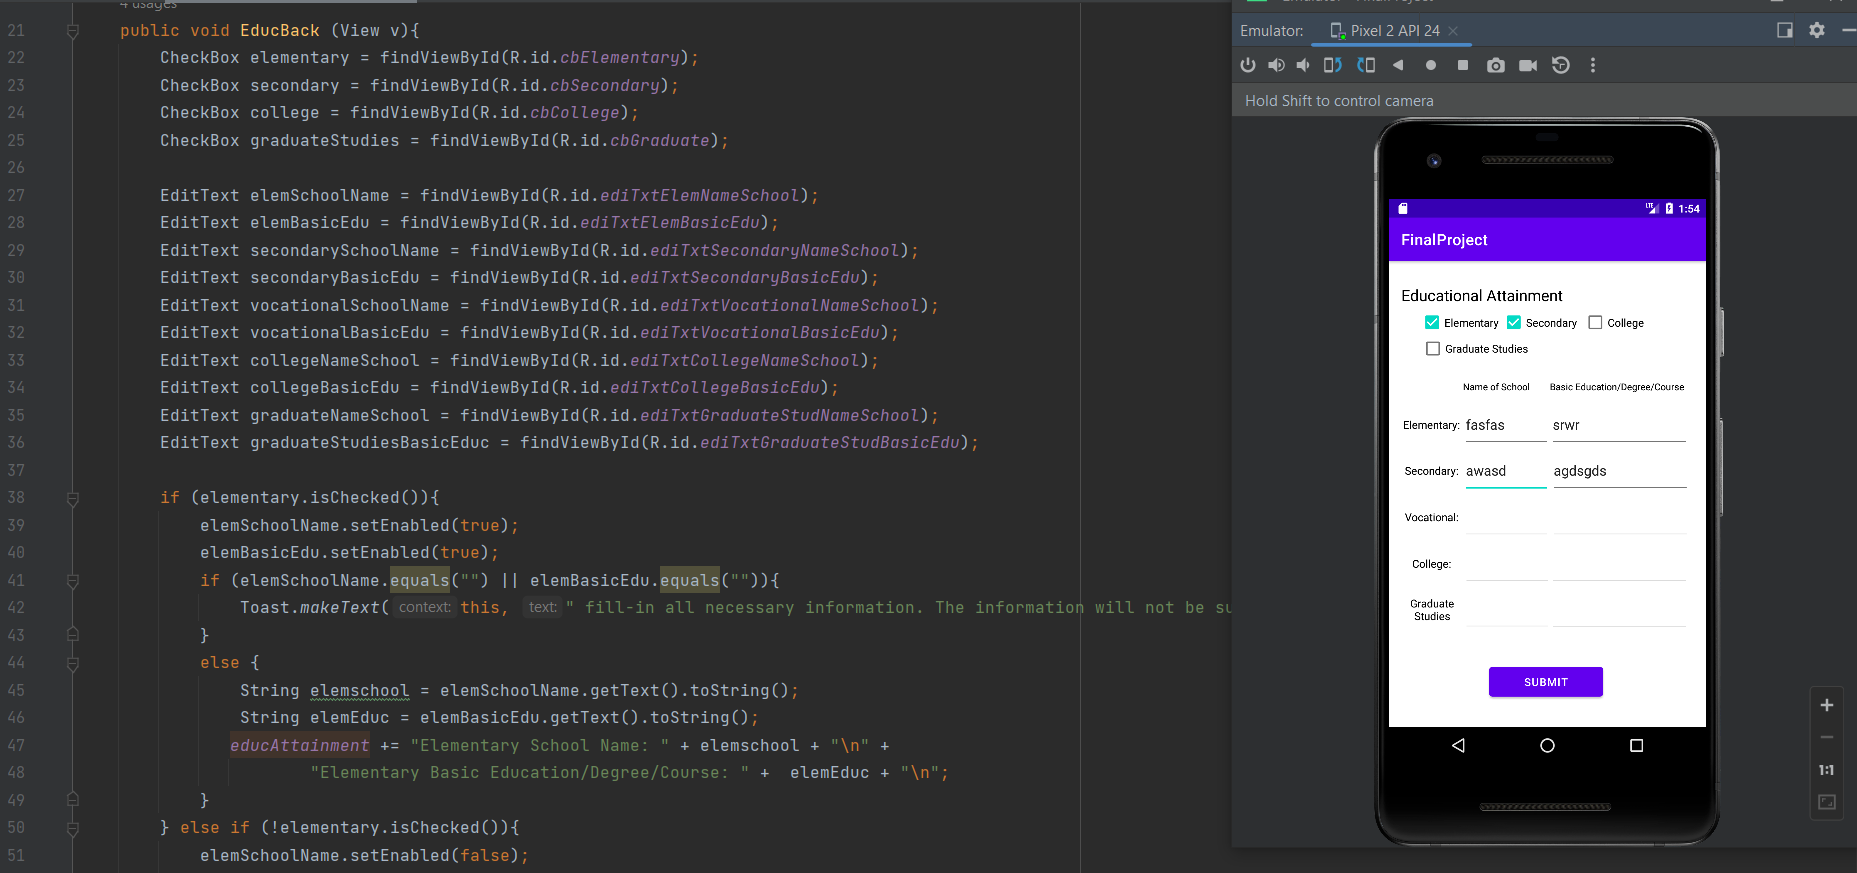 4 usages
21 public void EducBack (View v){
22 CheckBox elementary = findViewById(R.id.cbElementary);
23 CheckBox secondary = findViewById(R.id.cbSecondary);
24 CheckBox college = findViewById(R.id.cbCollege);
25 CheckBox graduateStudies = findViewById(R.id.cbGraduate);
26
27 EditText elemSchoolName = findViewById(R.id.ediTxtElemNameSchool);
28 EditText elemBasicEdu = findViewById(R.id.ediTxtElemBasicEdu);
29 EditText secondarySchoolName = findViewById(R.id.ediTxtSecondaryNameSchool);
30 EditText secondaryBasicEdu = findViewById(R.id.ediTxtSecondaryBasicEdu);
31 EditText vocationalSchoolName = findViewById(R.id.ediTxtVocationalNameSchool);
32 EditText vocationalBasicEdu = findViewById(R.id.ediTxtVocationalBasicEdu);
33 EditText collegeNameSchool = findViewById(R.id.ediTxtCollegeNameSchool);
34 EditText collegeBasicEdu = findViewById(R.id.ediTxtCollegeBasicEdu);
35 EditText graduateNameSchool = findViewById(R.id.ediTxtGraduateStudNameSchool);
36 EditText graduateStudiesBasicEduc = findViewById(R.id.ediTxtGraduateStudBasicEdu);
37
38 if (elementary.isChecked()){
39 elemSchoolName.setEnabled(true);
40 elemBasicEdu.setEnabled(true);
41 if (elemSchoolName.equals("") || elemBasicEdu.equals("")){
42 Toast.makeText( context: this, text: " fill-in all necessary information. The information will not be su
43 }
44 else {
45 String elemschool = elemSchoolName.getText().toString();
46 String elemEduc = elemBasicEdu.getText().toString();
47 educAttainment += "Elementary School Name: " + elemschool + "\n" +
48 "Elementary Basic Education/Degree/Course: " + elemEduc + "\n";
49 }
50 } else if (!elementary.isChecked()){
51 elemSchoolName.setEnabled(false);
Emulator: Pixel 2 API 24
Hold Shift to control camera
LTE 1:54
FinalProject
Educational Attainment
Elementary Secondary College
Graduate Studies
Name of School Basic Education/Degree/Course
Elementary: fasfas srwr
Secondary: awasd agdsgds
Vocational:
College:
Graduate
Studies
SUBMIT
1:1